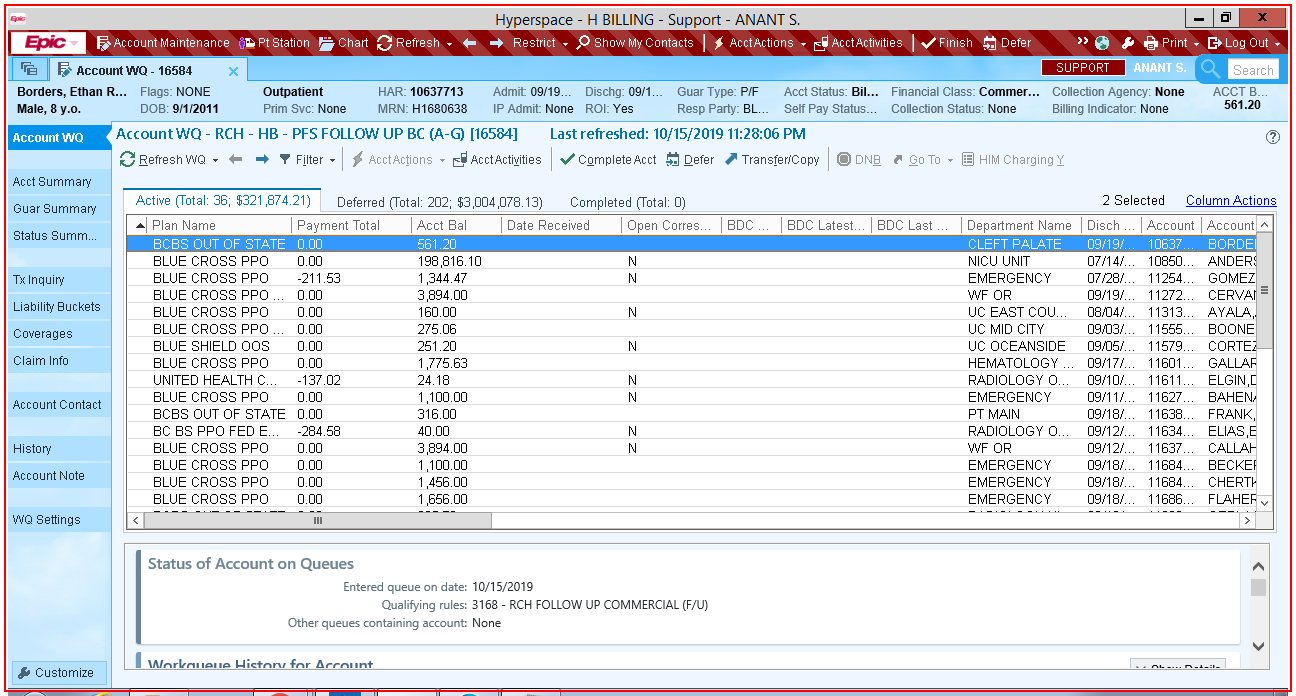 Epic Hyperspace - H BILLING - Support - ANANT S. X
Epic Account Maintenance Pt Station Chart Refresh Restrict Show My Contacts AcctActions AcctActivities Finish Defer Print Log Out
Account WQ - 16584 SUPPORT ANANT S. Search
Borders, Ethan R... Flags: NONE Outpatient HAR: 10637713 Admit: 09/19... Dischg: 09/1... Guar Type: P/F Acct Status: Bil... Financial Class: Commer... Collection Agency: None ACCT B...
Male, 8 y.o. DOB: 9/1/2011 Prim Svc: None MRN: H1680638 IP Admit: None ROI: Yes Resp Party: BL... Self Pay Status... Collection Status: None Billing Indicator: None 561.20
Account WQ
Acct Summary
Guar Summary
Status Summ...
Tx Inquiry
Liability Buckets
Coverages
Claim Info
Account Contact
History
Account Note
WQ Settings
Customize
Account WQ - RCH - HB - PFS FOLLOW UP BC (A-G) [16584] Last refreshed: 10/15/2019 11:28:06 PM
Refresh WQ Filter AcctActions AcctActivities Complete Acct Defer Transfer/Copy DNB Go To HIM Charging Y
Active (Total: 36; $321,874.21) Deferred (Total: 202; $3,004,078.13) Completed (Total: 0) 2 Selected Column Actions
Plan Name Payment Total Acct Bal Date Received Open Corres... BDC ... BDC Latest... BDC Last ... Department Name Disch ... Account Account
BCBS OUT OF STATE 0.00 561.20 CLEFT PALATE 09/19/... 10637...
BLUE CROSS PPO 0.00 198,816.10 N NICU UNIT 07/14/... 10850... ANDERS
BLUE CROSS PPO -211.53 1,344.47 N EMERGENCY 07/28/... 11254... GOMEZ
BLUE CROSS PPO ... 0.00 3,894.00 WF OR 09/19/... 11272...
BLUE CROSS PPO 0.00 160.00 N UC EAST COU... 08/04/... 11313... AYALA,
BLUE CROSS PPO ... 0.00 275.06 UC MID CITY 09/03/... 11555... BOONE
BLUE SHIELD OOS 0.00 251.20 N UC OCEANSIDE 09/05/... 11579... CORTEZ
BLUE CROSS PPO 0.00 1,775.63 HEMATOLOGY ... 09/17/... 11601... GALLAR
UNITED HEALTH C... -137.02 24.18 N RADIOLOGY O... 09/10/... 11611... ELGIN,D
BLUE CROSS PPO 0.00 1,100.00 N EMERGENCY 09/11/... 11627...
BCBS OUT OF STATE 0.00 316.00 PT MAIN 09/18/... 11638... FRANK,
BC BS PPO FED E... -284.58 40.00 N RADIOLOGY O... 09/12/... 11634... ELIAS,E
BLUE CROSS PPO 0.00 3,894.00 N WF OR 09/12/... 11637... CALLAH
BLUE CROSS PPO 0.00 1,100.00 EMERGENCY 09/18/... 11684...
BLUE CROSS PPO 0.00 1,456.00 EMERGENCY 09/18/... 11684...
BLUE CROSS PPO 0.00 1,656.00 EMERGENCY 09/18/... 11686... FLAHER
Status of Account on Queues
Entered queue on date: 10/15/2019
Qualifying rules: 3168 - RCH FOLLOW UP COMMERCIAL (F/U)
Other queues containing account: None
Workqueue History for Account Show Details